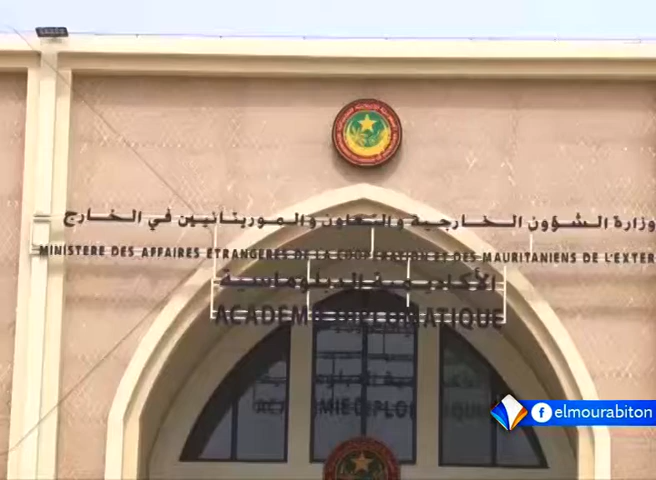 وزارة الشؤون الخارجية والتعاون والموريتانيين في الخارج
MINISTERE DES AFFAIRES ETRANGERES DE LA COOPERATION ET DES MAURITANIENS DE L'EXTER
الأكاديمية الدبلوماسية
ACADEMIE DIPLOMATIQUE
elmourabiton